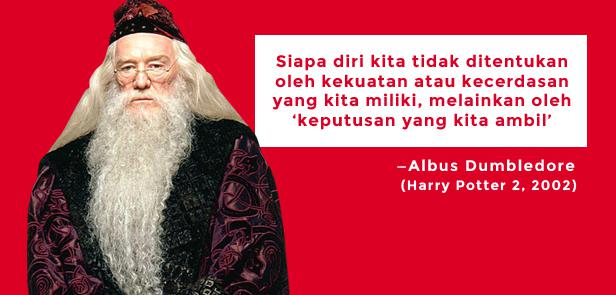 Siapa diri kita tidak ditentukan
oleh kekuatan atau kecerdasan
yang kita miliki, melainkan oleh
‘keputusan yang kita ambil’
–Albus Dumbledore
(Harry Potter 2, 2002)